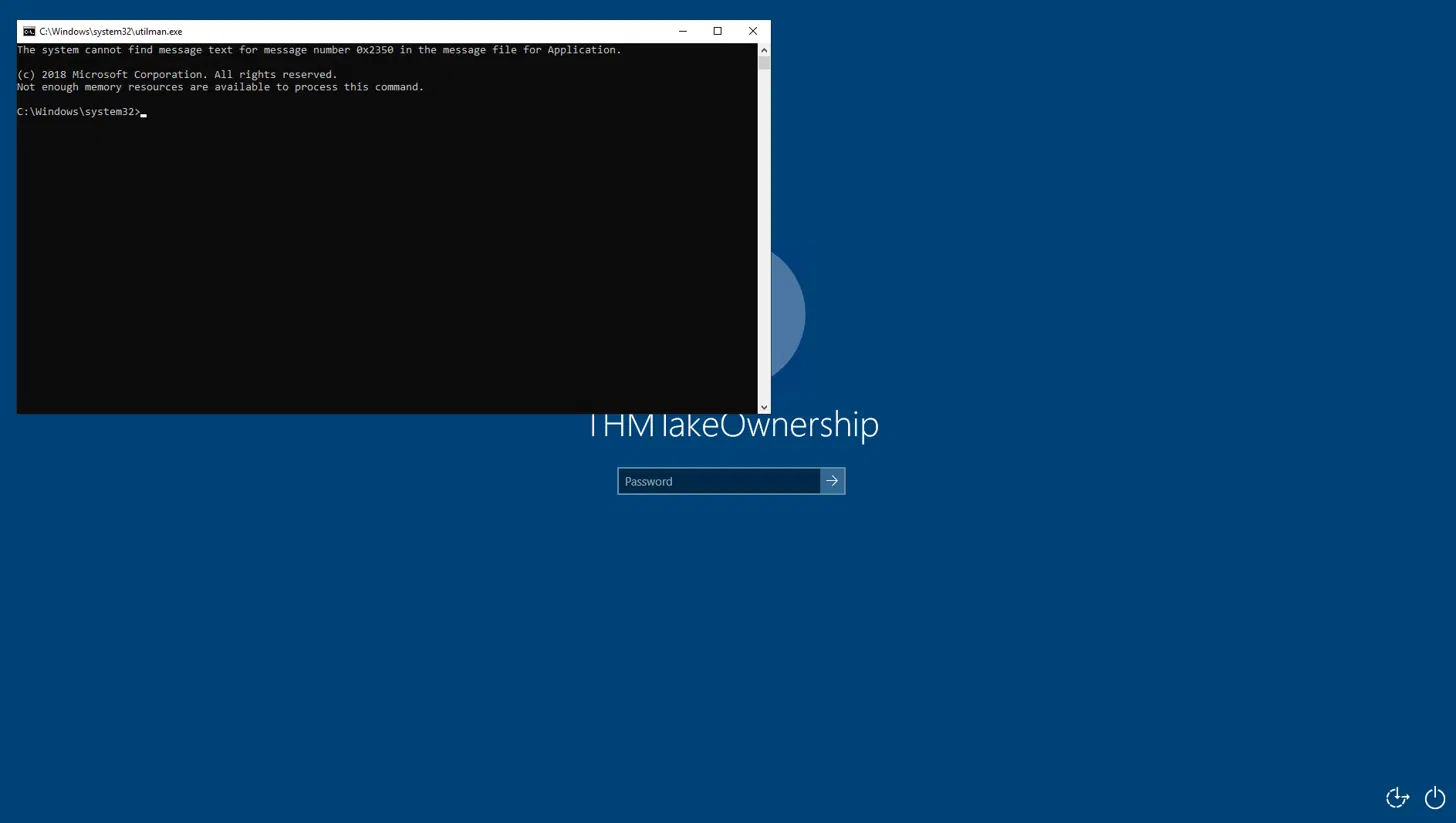 C:\Windows\system32\utilman.exe
The system cannot find message text for message number 0x2350 in the message file for Application.
(c) 2018 Microsoft Corporation. All rights reserved.
Not enough memory resources are available to process this command.
C:\Windows\system32>
THMTakeOwnership
Password